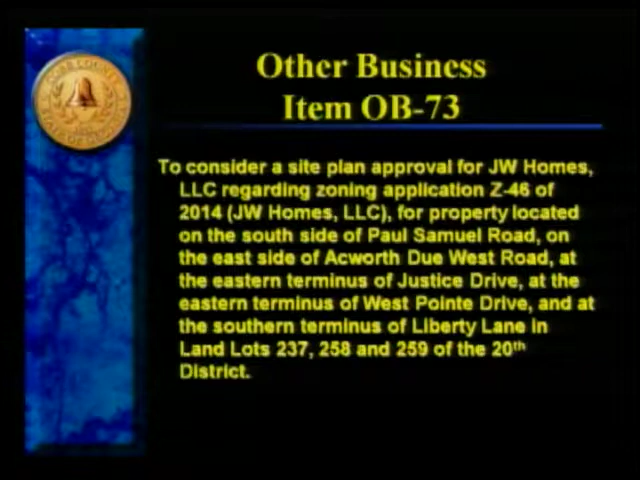 Other Business
Item OB-73
To consider a site plan approval for JW Homes,
LLC regarding zoning application Z-46 of
2014 (JW Homes, LLC), for property located
on the south side of Paul Samuel Road, on
the east side of Acworth Due West Road, at
the eastern terminus of Justice Drive, at the
eastern terminus of West Pointe Drive, and at
the southern terminus of Liberty Lane in
Land Lots 237, 258 and 259 of the 20th
District.